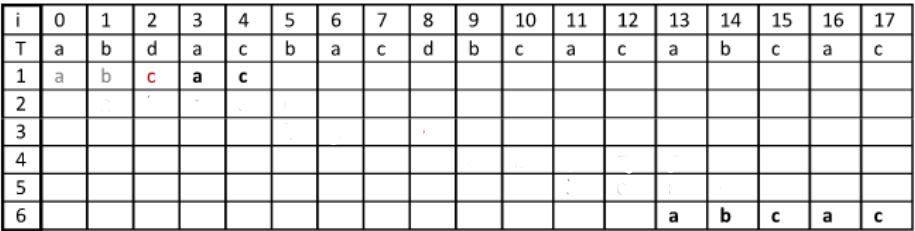 i 0 1 2 3 4 5 6 7 8 9 10 11 12 13 14 15 16 17
T a b d a c b a c d b c a c a b c a c
1 a b c a c
2
3
4
5
6 a b c a c